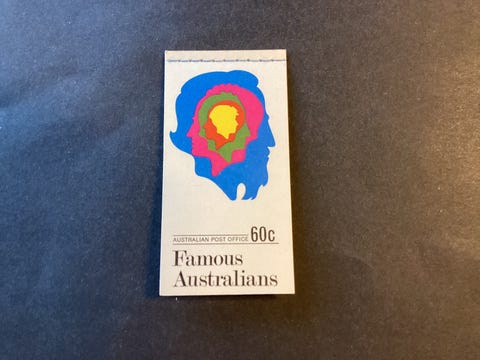 AUSTRALIAN POST OFFICE 60c
Famous
Australians